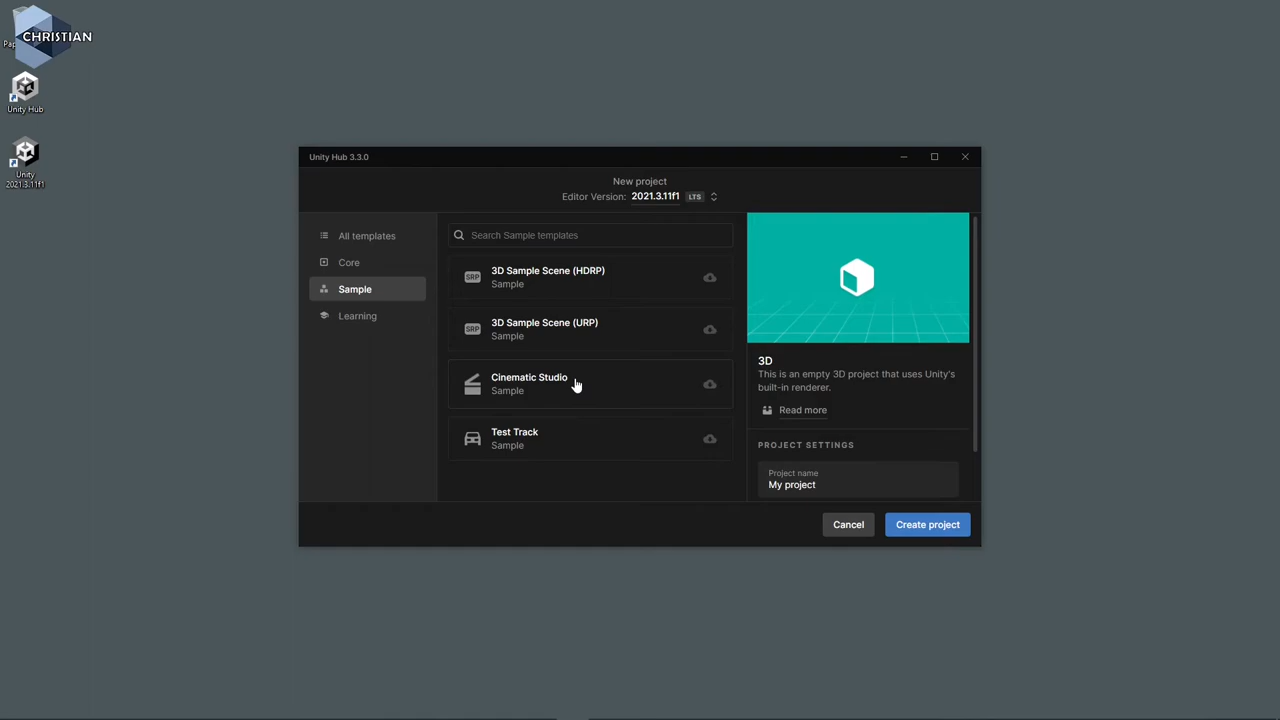 CHRISTIAN
Pap
Unity Hub
Unity
2021.3.11f1
Unity Hub 3.3.0
New project
Editor Version: 2021.3.11f1 LTS
All templates
Core
Sample
Learning
Search Sample templates
SRP
3D Sample Scene (HDRP)
Sample
SRP
3D Sample Scene (URP)
Sample
Cinematic Studio
Sample
Test Track
Sample
3D
This is an empty 3D project that uses Unity's
built-in renderer.
Read more
PROJECT SETTINGS
Project name
My project
Cancel
Create project